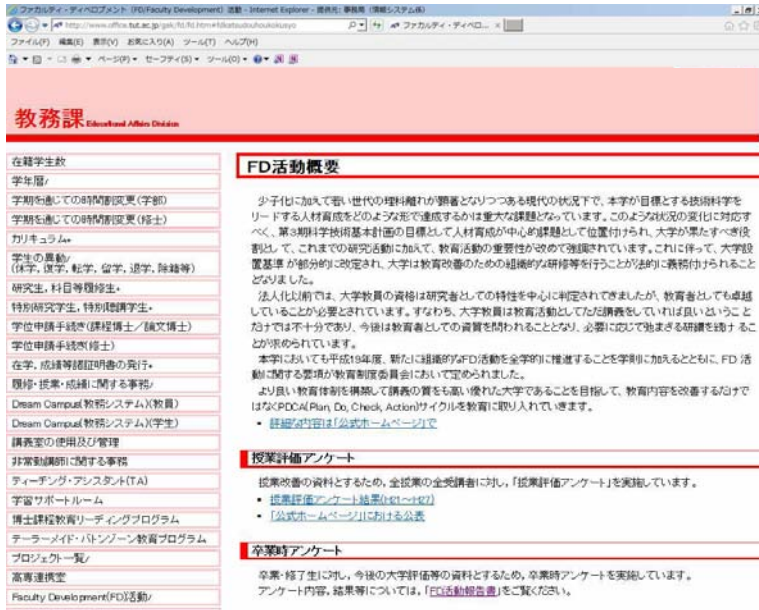 ファカルティ・ディベロプメント (FD/Faculty Development) 活動 - Internet Explorer - 提供元: 事務局 (情報システム係)
http://www.office.tut.ac.jp/gak/fd/fd.htm#fdkatsudouhoukokusyo
ファカルティ・ディベロ...
ファイル(F) 編集(E) 表示(V) お気に入り(A) ツール(T) ヘルプ(H)
ページ(P) セーフティ(S) ツール(O)
教務課 Educational Affairs Division
在籍学生数
学年暦
学期を通じての時間割変更(学部)
学期を通じての時間割変更(修士)
カリキュラム
学生の異動
(休学, 復学, 転学, 留学, 退学, 除籍等)
研究生, 科目等履修生
特別研究学生, 特別聴講学生
学位申請手続き(課程博士/論文博士)
学位申請手続き(修士)
在学, 成績等諸証明書の発行
履修・授業・成績に関する事務
Dream Campus(教務システム)(教員)
Dream Campus(教務システム)(学生)
講義室の使用及び管理
非常勤講師に関する事務
ティーチング・アシスタント(TA)
学習サポートルーム
博士課程教育リーディングプログラム
テーラーメイド・バトンゾーン教育プログラム
プロジェクト一覧
高専連携室
Faculty Development(FD)活動
FD活動概要
少子化に加えて若い世代の理科離れが顕著となりつつある現代の状況下で、本学が目標とする技術科学を
リードする人材育成をどのような形で達成するかは重大な課題となっています。このような状況の変化に対応す
べく、第3期科学技術基本計画の目標として人材育成が中心的課題として位置付けられ、大学が果たすべき役
割として、これまでの研究活動に加えて、教育活動の重要性が改めて強調されています。これに伴って、大学設
置基準が部分的に改定され、大学は教育改善のための組織的な研修等を行うことが法的に義務付けられること
となりました。
法人化以前では、大学教員の資格は研究者としての特性を中心に判定されてきましたが、教育者としても卓越
していることが必要とされています。すなわち、大学教員は教育活動としてただ講義をしていれば良いということ
だけでは不十分であり、今後は教育者としての資質を問われることとなり、必要に応じて弛まざる研鑽を続けるこ
とが求められています。
本学においても平成19年度、新たに組織的なFD活動を全学的に推進することを学則に加えるとともに、FD 活
動に関する要項が教育制度委員会において定められました。
より良い教育体制を構築して講義の質をも高い優れた大学であることを目指して、教育内容を改善するだけで
はなくPDCA(Plan, Do, Check, Action)サイクルを教育に取り入れていきます。
• 詳細な内容は「公式ホームページ」で
授業評価アンケート
授業改善の資料とするため、全授業の全受講者に対し、「授業評価アンケート」を実施しています。
• 授業評価アンケート結果(H21～H27)
• 「公式ホームページ」における公表
卒業時アンケート
卒業・修了生に対し, 今後の大学評価等の資料とするため, 卒業時アンケートを実施しています。
アンケート内容, 結果等については, 「FD活動報告書」をご覧ください。